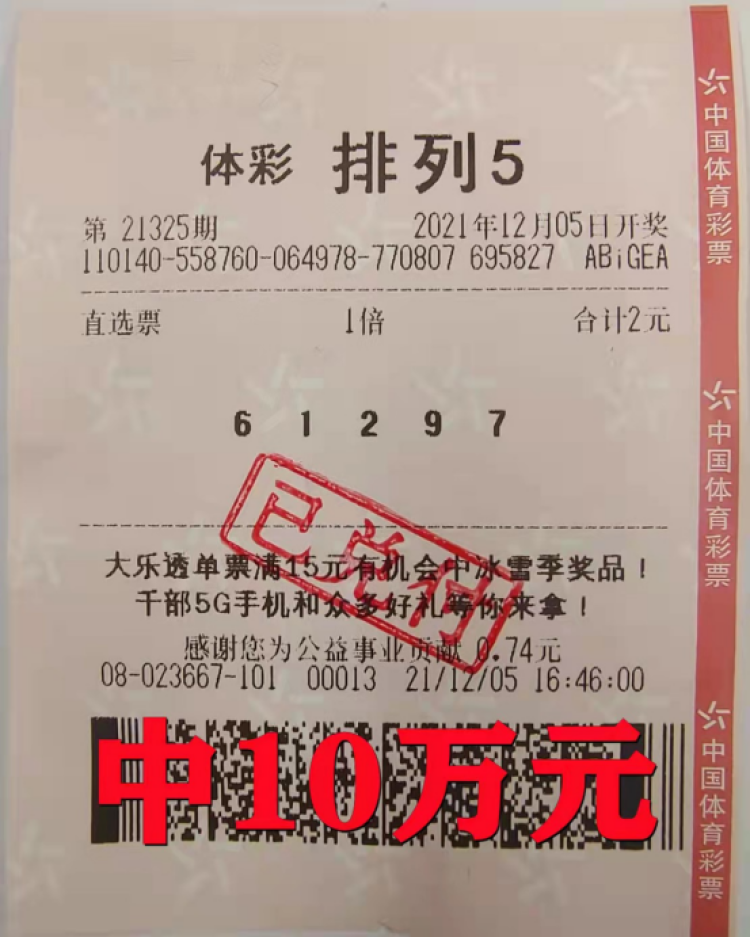 体彩 排列5
第 21325期 2021年12月05日开奖
110140-558760-064978-770807 695827 ABiGEA
直选票 1倍 合计2元
6 1 2 9 7
已兑付
大乐透单票满15元有机会中冰雪季奖品！
千部5G手机和众多好礼等你来拿！
感谢您为公益事业贡献 0.74元
08-023667-101 00013 21/12/05 16:46:00
中10万元
中国体育彩票
中国体育彩票
中国体育彩票